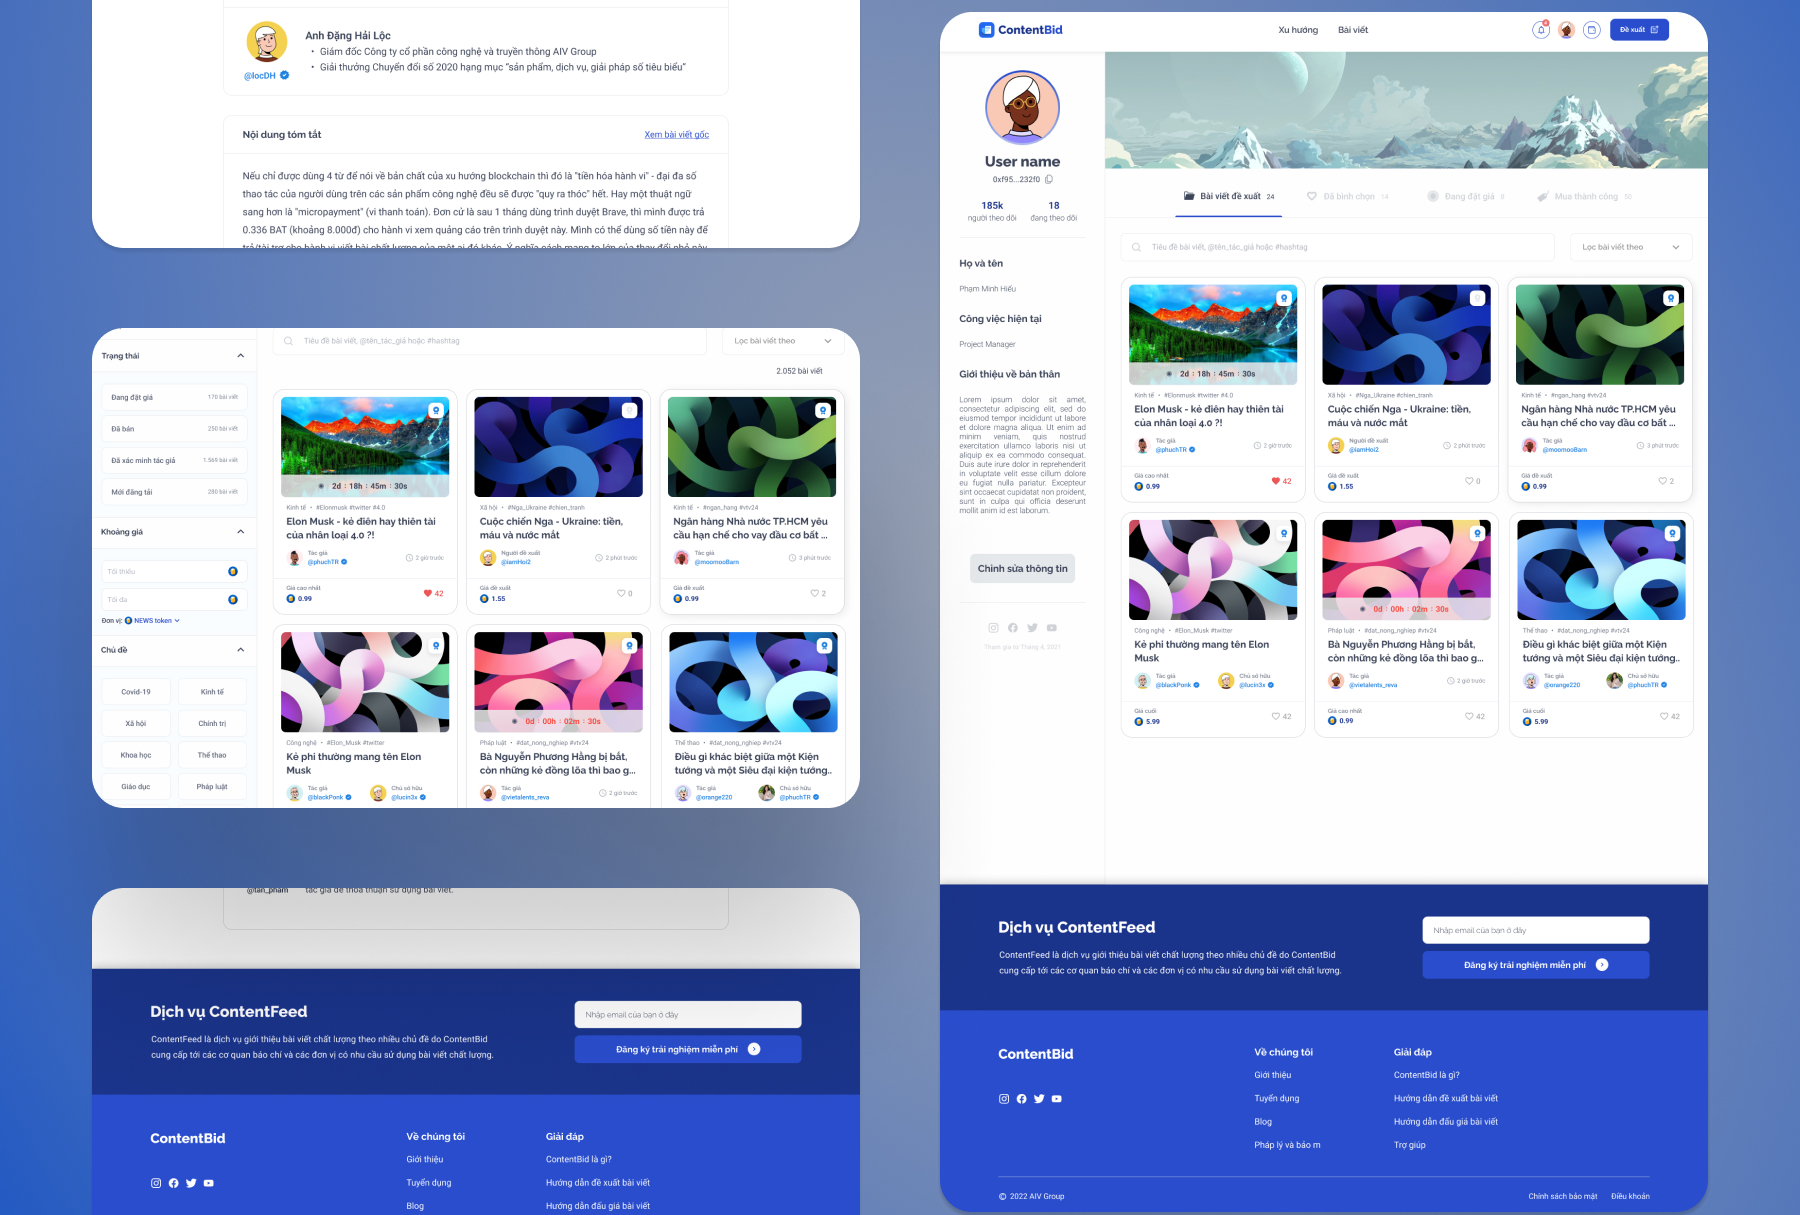 Anh Đặng Hải Lộc
• Giám đốc Công ty cổ phần công nghệ và truyền thông AIV Group
• Giải thưởng Chuyển đổi số 2020 hạng mục “sản phẩm, dịch vụ, giải pháp số tiêu biểu”
@locDH
Nội dung tóm tắt
Xem bài viết gốc
Nếu chỉ được dùng 4 từ để nói về bản chất của xu hướng blockchain thì đó là "tiền hóa hành vi" - đại đa số
thao tác của người dùng trên các sản phẩm công nghệ đều sẽ được "quy ra thóc" hết. Hay một thuật ngữ
sang hơn là "micropayment" (vi thanh toán). Đơn cử là sau 1 tháng dùng trình duyệt Brave, thì mình được trả
0.336 BAT (khoảng 8.000đ) cho hành vi xem quảng cáo trên trình duyệt này. Mình có thể dùng số tiền này để
trả/tài trợ cho hành vi viết bài chất lượng của một ai đó khác. Ý nghĩa cách mạng to lớn của thay đổi nhỏ này
Trạng thái
Đang đặt giá 170 bài viết
Đã bán 250 bài viết
Đã xác minh tác giả 1.569 bài viết
Mới đăng tải 280 bài viết
Khoảng giá
Tối thiểu
Tối đa
Đơn vị: NEWS token
Chủ đề
Covid-19 Kinh tế
Xã hội Chính trị
Khoa học Thể thao
Giáo dục Pháp luật
Tiêu đề bài viết, @tên_tác_giả hoặc #hashtag
Lọc bài viết theo
2.052 bài viết
2d : 18h : 45m : 30s
Kinh tế • #Elonmusk #twitter #4.0
Elon Musk - kẻ điên hay thiên tài
của nhân loại 4.0 ?!
Tác giả
@phuchTR
2 giờ trước
Giá cao nhất
0.99
42
Xã hội • #Nga_Ukraine #chien_tranh
Cuộc chiến Nga - Ukraine: tiền,
máu và nước mắt
Người đề xuất
@iamHoi2
2 phút trước
Giá đề xuất
1.55
0
Kinh tế • #ngan_hang #vtv24
Ngân hàng Nhà nước TP.HCM yêu
cầu hạn chế cho vay đầu cơ bất ...
Tác giả
@moomooBarn
3 phút trước
Giá đề xuất
0.99
2
Công nghệ • #Elon_Musk #twitter
Kẻ phi thường mang tên Elon
Musk
Tác giả
@blackPonk
Chủ sở hữu
@lucin3x
0d : 00h : 02m : 30s
Pháp luật • #dat_nong_nghiep #vtv24
Bà Nguyễn Phương Hằng bị bắt,
còn những kẻ đồng lõa thì bao g...
Tác giả
@vietalents_reva
2 giờ trước
Thể thao • #dat_nong_nghiep #vtv24
Điều gì khác biệt giữa một Kiện
tướng và một Siêu đại kiện tướng..
Tác giả
@orange220
Chủ sở hữu
@phuchTR
@tan_pham
tác giả để thỏa thuận sử dụng bài viết.
Dịch vụ ContentFeed
ContentFeed là dịch vụ giới thiệu bài viết chất lượng theo nhiều chủ đề do ContentBid
cung cấp tới các cơ quan báo chí và các đơn vị có nhu cầu sử dụng bài viết chất lượng.
Nhập email của bạn ở đây
Đăng ký trải nghiệm miễn phí
ContentBid
Về chúng tôi
Giới thiệu
Tuyển dụng
Blog
Giải đáp
ContentBid là gì?
Hướng dẫn đề xuất bài viết
Hướng dẫn đấu giá bài viết
ContentBid
Xu hướng
Bài viết
Đề xuất
User name
0xf95...232f0
185k 18
người theo dõi đang theo dõi
Họ và tên
Phạm Minh Hiếu
Công việc hiện tại
Project Manager
Giới thiệu về bản thân
Lorem ipsum dolor sit amet,
consectetur adipiscing elit, sed do
eiusmod tempor incididunt ut labore
et dolore magna aliqua. Ut enim ad
minim veniam, quis nostrud
exercitation ullamco laboris nisi ut
aliquip ex ea commodo consequat.
Duis aute irure dolor in reprehenderit
in voluptate velit esse cillum dolore
eu fugiat nulla pariatur. Excepteur
sint occaecat cupidatat non proident,
sunt in culpa qui officia deserunt
mollit anim id est laborum.
Chỉnh sửa thông tin
Tham gia từ Tháng 4, 2021
Bài viết đề xuất 24
Đã bình chọn 14
Đang đặt giá 8
Mua thành công 50
Tiêu đề bài viết, @tên_tác_giả hoặc #hashtag
Lọc bài viết theo
2d : 18h : 45m : 30s
Kinh tế • #Elonmusk #twitter #4.0
Elon Musk - kẻ điên hay thiên tài
của nhân loại 4.0 ?!
Tác giả
@phuchTR
2 giờ trước
Giá cao nhất
0.99
42
Xã hội • #Nga_Ukraine #chien_tranh
Cuộc chiến Nga - Ukraine: tiền,
máu và nước mắt
Người đề xuất
@iamHoi2
2 phút trước
Giá đề xuất
1.55
0
Kinh tế • #ngan_hang #vtv24
Ngân hàng Nhà nước TP.HCM yêu
cầu hạn chế cho vay đầu cơ bất ...
Tác giả
@moomooBarn
3 phút trước
Giá đề xuất
0.99
2
Công nghệ • #Elon_Musk #twitter
Kẻ phi thường mang tên Elon
Musk
Tác giả
@blackPonk
Chủ sở hữu
@lucin3x
Giá cuối
5.99
42
0d : 00h : 02m : 30s
Pháp luật • #dat_nong_nghiep #vtv24
Bà Nguyễn Phương Hằng bị bắt,
còn những kẻ đồng lõa thì bao g...
Tác giả
@vietalents_reva
2 giờ trước
Giá cao nhất
0.99
42
Thể thao • #dat_nong_nghiep #vtv24
Điều gì khác biệt giữa một Kiện
tướng và một Siêu đại kiện tướng..
Tác giả
@orange220
Chủ sở hữu
@phuchTR
Giá cuối
5.99
42
Dịch vụ ContentFeed
ContentFeed là dịch vụ giới thiệu bài viết chất lượng theo nhiều chủ đề do ContentBid
cung cấp tới các cơ quan báo chí và các đơn vị có nhu cầu sử dụng bài viết chất lượng.
Nhập email của bạn ở đây
Đăng ký trải nghiệm miễn phí
ContentBid
Về chúng tôi
Giới thiệu
Tuyển dụng
Blog
Pháp lý và bảo m
Giải đáp
ContentBid là gì?
Hướng dẫn đề xuất bài viết
Hướng dẫn đấu giá bài viết
Trợ giúp
© 2022 AIV Group
Chính sách bảo mật Điều khoản